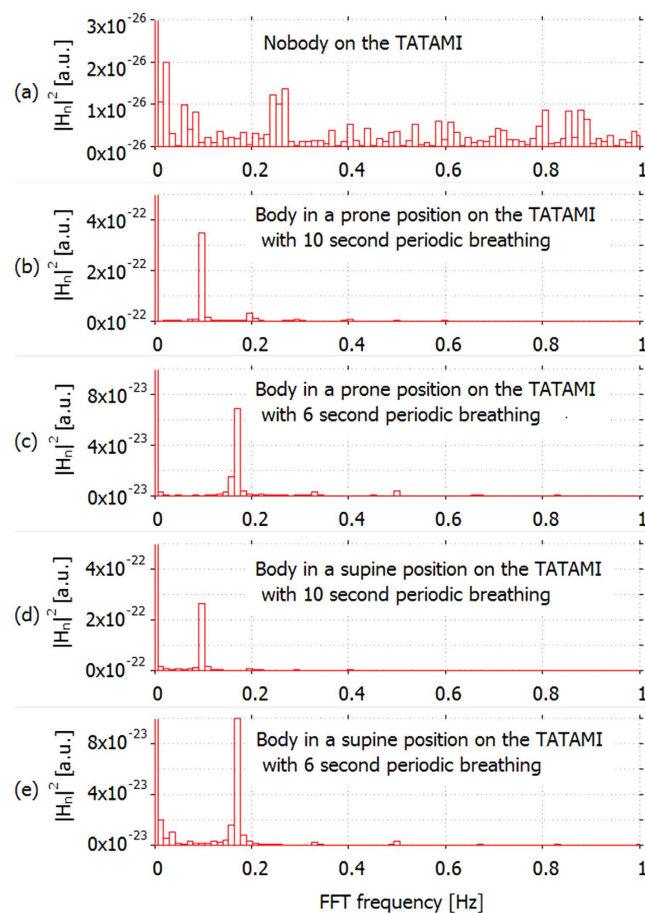 3x10-26
Nobody on the TATAMI
2x10-26
(a)
|Hn|2 [a.u.]
1x10-26
0x10-26
0 0.2 0.4 0.6 0.8 1
Body in a prone position on the TATAMI
with 10 second periodic breathing
4x10-22
(b)
|Hn|2 [a.u.]
2x10-22
0x10-22
0 0.2 0.4 0.6 0.8 1
Body in a prone position on the TATAMI
with 6 second periodic breathing
8x10-23
(c)
|Hn|2 [a.u.]
4x10-23
0x10-23
0 0.2 0.4 0.6 0.8 1
Body in a supine position on the TATAMI
with 10 second periodic breathing
4x10-22
(d)
|Hn|2 [a.u.]
2x10-22
0x10-22
0 0.2 0.4 0.6 0.8 1
Body in a supine position on the TATAMI
with 6 second periodic breathing
8x10-23
(e)
|Hn|2 [a.u.]
4x10-23
0x10-23
0 0.2 0.4 0.6 0.8 1
FFT frequency [Hz]